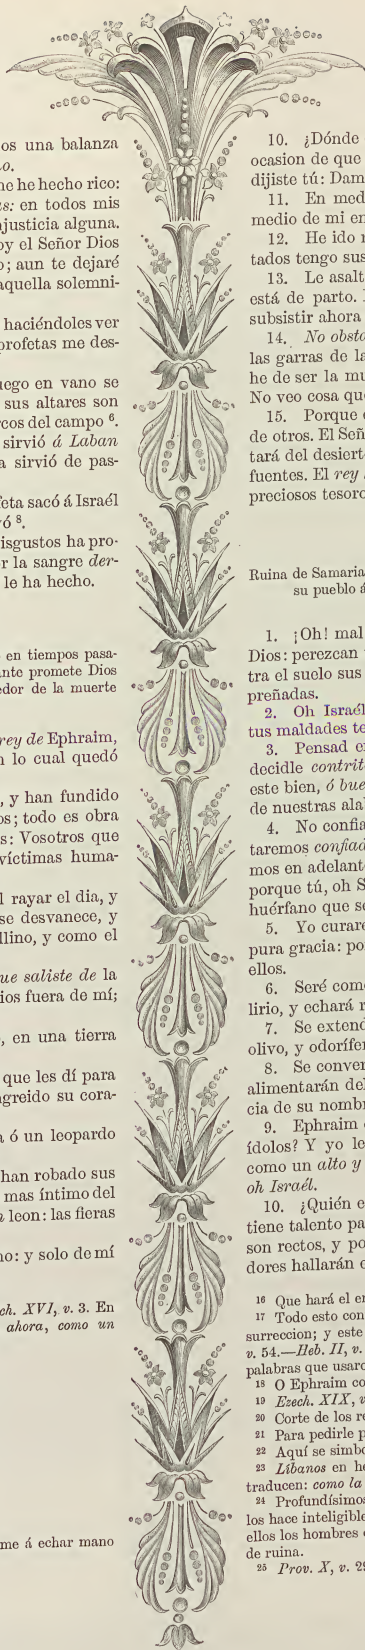 os una balanza
o.
ne he hecho rico:
s: en todos mis
njusticia alguna.
oy el Señor Dios
o; aun te dejaré
aquella solemni-
haciéndoles ver
profetas me des-
uego en vano se
sus altares son
rcos del campo ⁶.
sirvió á Laban
a sirvió de pas-
feta sacó á Israél
ó ⁸.
isgustos ha pro-
r la sangre der-
le ha hecho.
en tiempos pasa-
nte promete Dios
edor de la muerte
rey de Ephraim,
n lo cual quedó
, y han fundido
os; todo es obra
s: Vosotros que
víctimas huma-
l rayar el dia, y
se desvanece, y
llino, y como el
ue saliste de la
ios fuera de mí;
, en una tierra
que les dí para
greido su cora-
a ó un leopardo
han robado sus
mas íntimo del
n leon: las fieras
no: y solo de mí
ch. XVI, v. 3. En
ahora, como un
me á echar mano
10. ¿Dónde
ocasion de que
dijiste tú: Dam
11. En med
medio de mi en
12. He ido r
tados tengo sus
13. Le asalt
está de parto. I
subsistir ahora
14. No obsta
las garras de la
he de ser la mu
No veo cosa que
15. Porque e
de otros. El Señ
tará del desiert
fuentes. El rey
preciosos tesoro
Ruina de Samaria
su pueblo á
1. ¡Oh! mal
Dios: perezcan
tra el suelo sus
preñadas.
2. Oh Israél
tus maldades te
3. Pensad en
decidle contrit
este bien, ó bue
de nuestras alal
4. No confia
taremos confiad
mos en adelante
porque tú, oh S
huérfano que se
5. Yo curaré
pura gracia: por
ellos.
6. Seré como
lirio, y echará r
7. Se extend
olivo, y odorífer
8. Se conver
alimentarán del
cia de su nombr
9. Ephraim
ídolos? Y yo le
como un alto y
oh Israél.
10. ¿Quién e
tiene talento pa
son rectos, y po
dores hallarán
¹⁶ Que hará el en
¹⁷ Todo esto con
surreccion; y este
v. 54.—Heb. II, v.
palabras que usaro
¹⁸ O Ephraim co
¹⁹ Ezech. XIX, v
²⁰ Corte de los re
²¹ Para pedirle p
²² Aquí se simbo
²³ Líbanos en he
traducen: como la
²⁴ Profundísimos
los hace inteligible
ellos los hombres
de ruina.
²⁵ Prov. X, v. 29